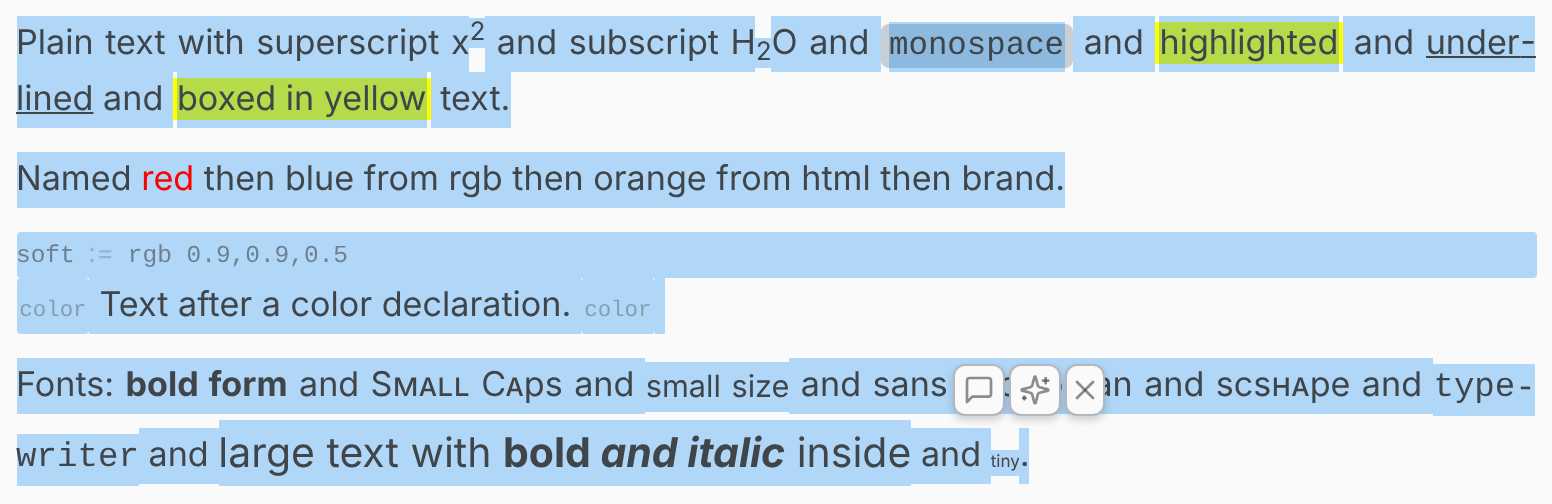 Plain text with superscript x² and subscript H₂O and monospace and highlighted and under-
lined and boxed in yellow text.
Named red then blue from rgb then orange from html then brand.
soft := rgb 0.9,0.9,0.5
color Text after a color declaration. color
Fonts: bold form and Small Caps and small size and sans and scshape and type-
writer and large text with bold and italic inside and tiny.